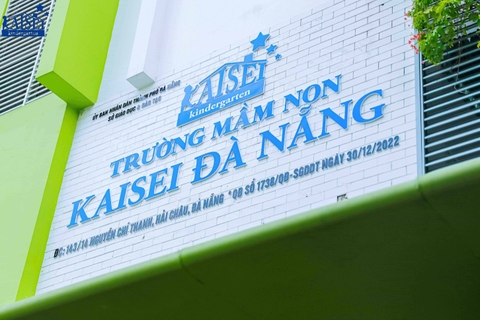 KAISEI
kindergarten
ỦY BAN NHÂN DÂN THÀNH PHỐ ĐÀ NẴNG
SỞ GIÁO DỤC & ĐÀO TẠO
KAISEI
kindergarten
TRƯỜNG MẦM NON
KAISEI ĐÀ NẴNG
ĐC: 143/14 NGUYỄN CHÍ THANH, HẢI CHÂU, ĐÀ NẴNG *QĐ SỐ 1738/QĐ-SGDĐT NGÀY 30/12/2022